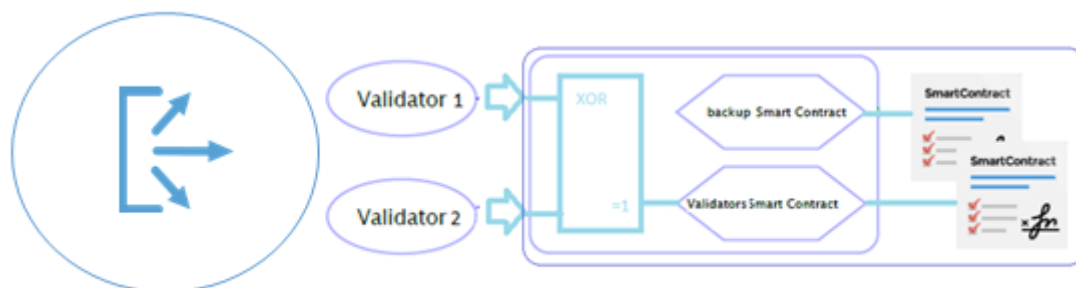 Validator 1
Validator 2
XOR
=1
backup Smart Contract
Validators Smart Contract
SmartContract
SmartContract